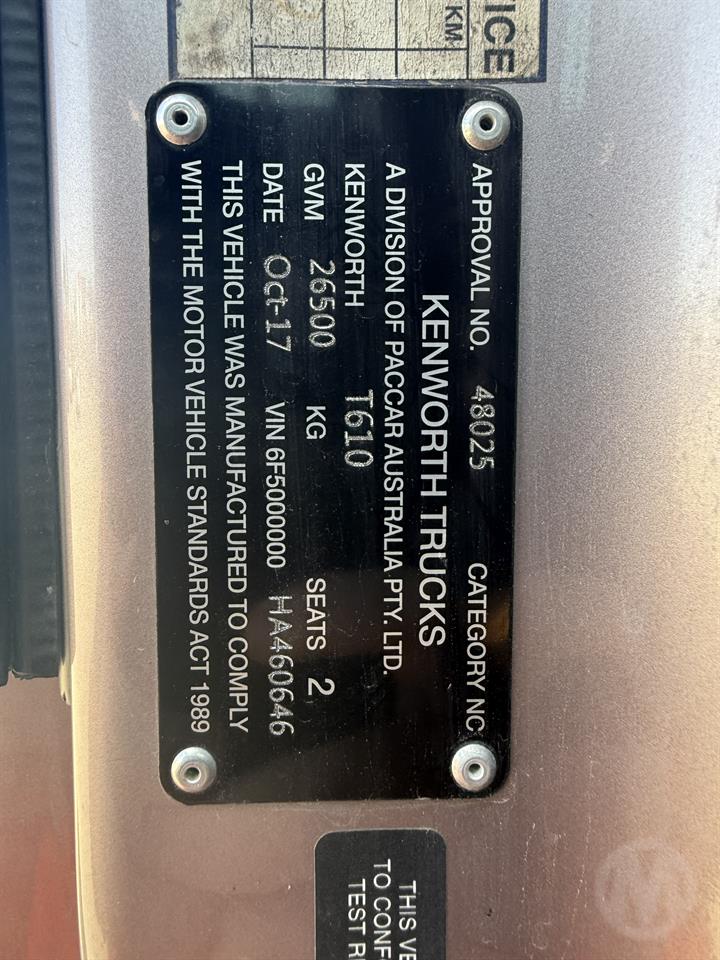 ICE
KM
APPROVAL NO. 48025 CATEGORY NC
KENWORTH TRUCKS
A DIVISION OF PACCAR AUSTRALIA PTY. LTD.
KENWORTH T610
GVM 26500 KG SEATS 2
DATE Oct-17 VIN 6F5000000 HA460646
THIS VEHICLE WAS MANUFACTURED TO COMPLY
WITH THE MOTOR VEHICLE STANDARDS ACT 1989
THIS VE
TO CONF
TEST R
M